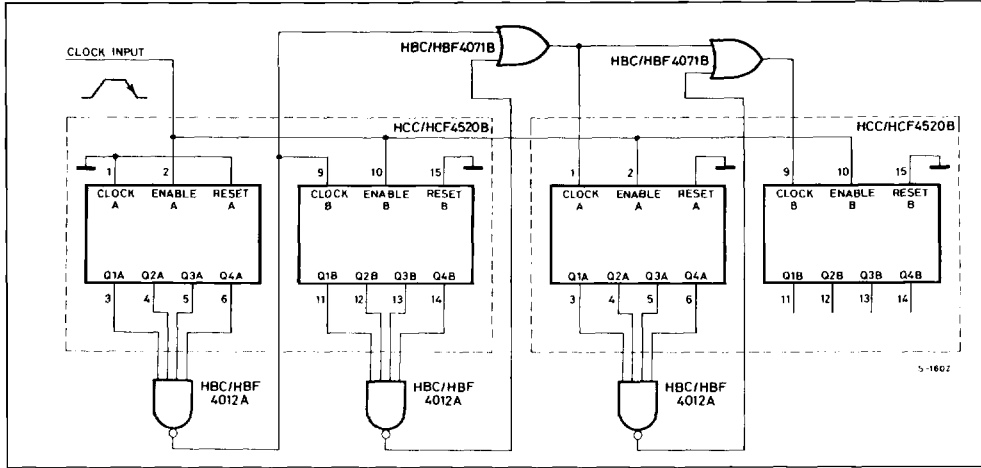 HBC/HBF4071B
CLOCK INPUT
HBC/HBF4071B
HCC/HCF4520B
HCC/HCF4520B
1 2
9 10 15
1 2
9 10 15
CLOCK A ENABLE A RESET A
CLOCK B ENABLE B RESET B
CLOCK A ENABLE A RESET A
CLOCK B ENABLE B RESET B
Q1A Q2A Q3A Q4A
Q1B Q2B Q3B Q4B
Q1A Q2A Q3A Q4A
Q1B Q2B Q3B Q4B
3 4 5 6
11 12 13 14
3 4 5 6
11 12 13 14
S-1602
HBC/HBF
4012A
HBC/HBF
4012A
HBC/HBF
4012A